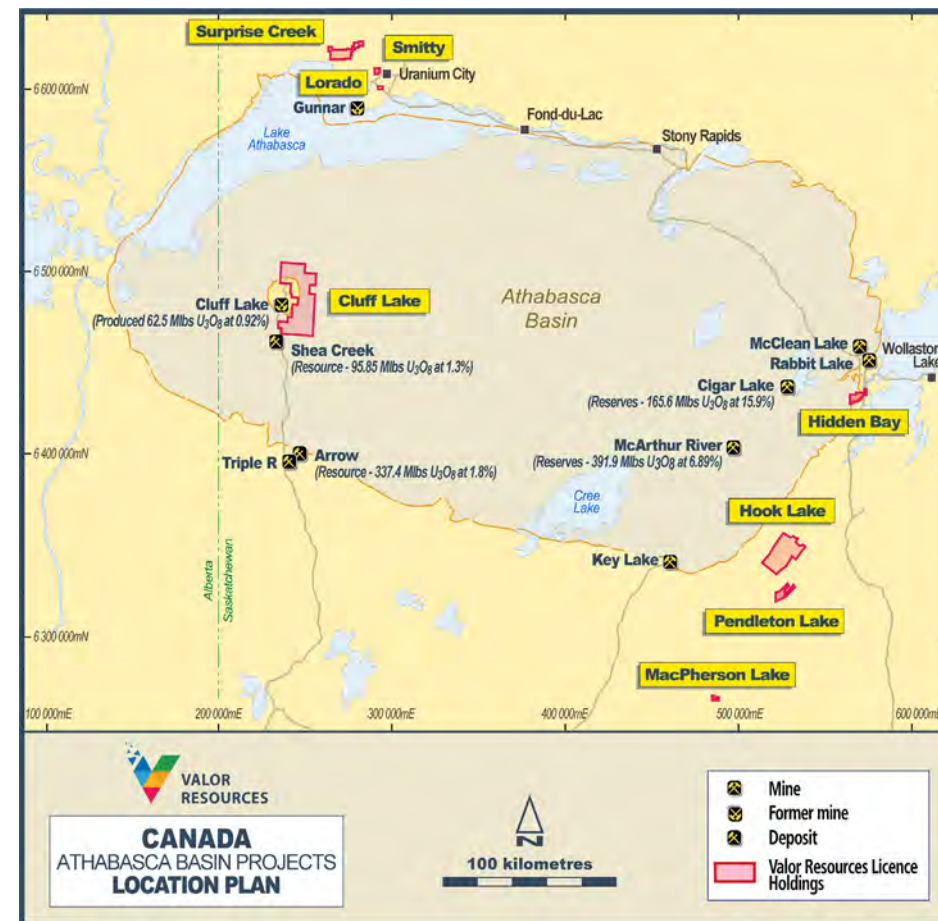 Surprise Creek
Smitty
Uranium City
Lorado
Gunnar
6 600 000mN
Fond-du-Lac
Stony Rapids
Lake
Athabasca
6 500 000mN
Athabasca
Basin
Cluff Lake
(Produced 62.5 Mlbs U₃O₈ at 0.92%)
Cluff Lake
Shea Creek
(Resource - 95.85 Mlbs U₃O₈ at 1.3%)
McClean Lake
Rabbit Lake
Wollaston
Lake
Cigar Lake
(Reserves - 165.6 Mlbs U₃O₈ at 15.9%)
Hidden Bay
6 400 000mN
Triple R
Arrow
(Resource - 337.4 Mlbs U₃O₈ at 1.8%)
McArthur River
(Reserves - 391.9 Mlbs U₃O₈ at 6.89%)
Cree
Lake
Hook Lake
Key Lake
Alberta
Saskatchewan
Pendleton Lake
6 300 000mN
MacPherson Lake
100 000mE
200 000mE
300 000mE
400 000mE
500 000mE
600 000mE
VALOR
RESOURCES
CANADA
ATHABASCA BASIN PROJECTS
LOCATION PLAN
N
100 kilometres
Mine
Former mine
Deposit
Valor Resources Licence
Holdings